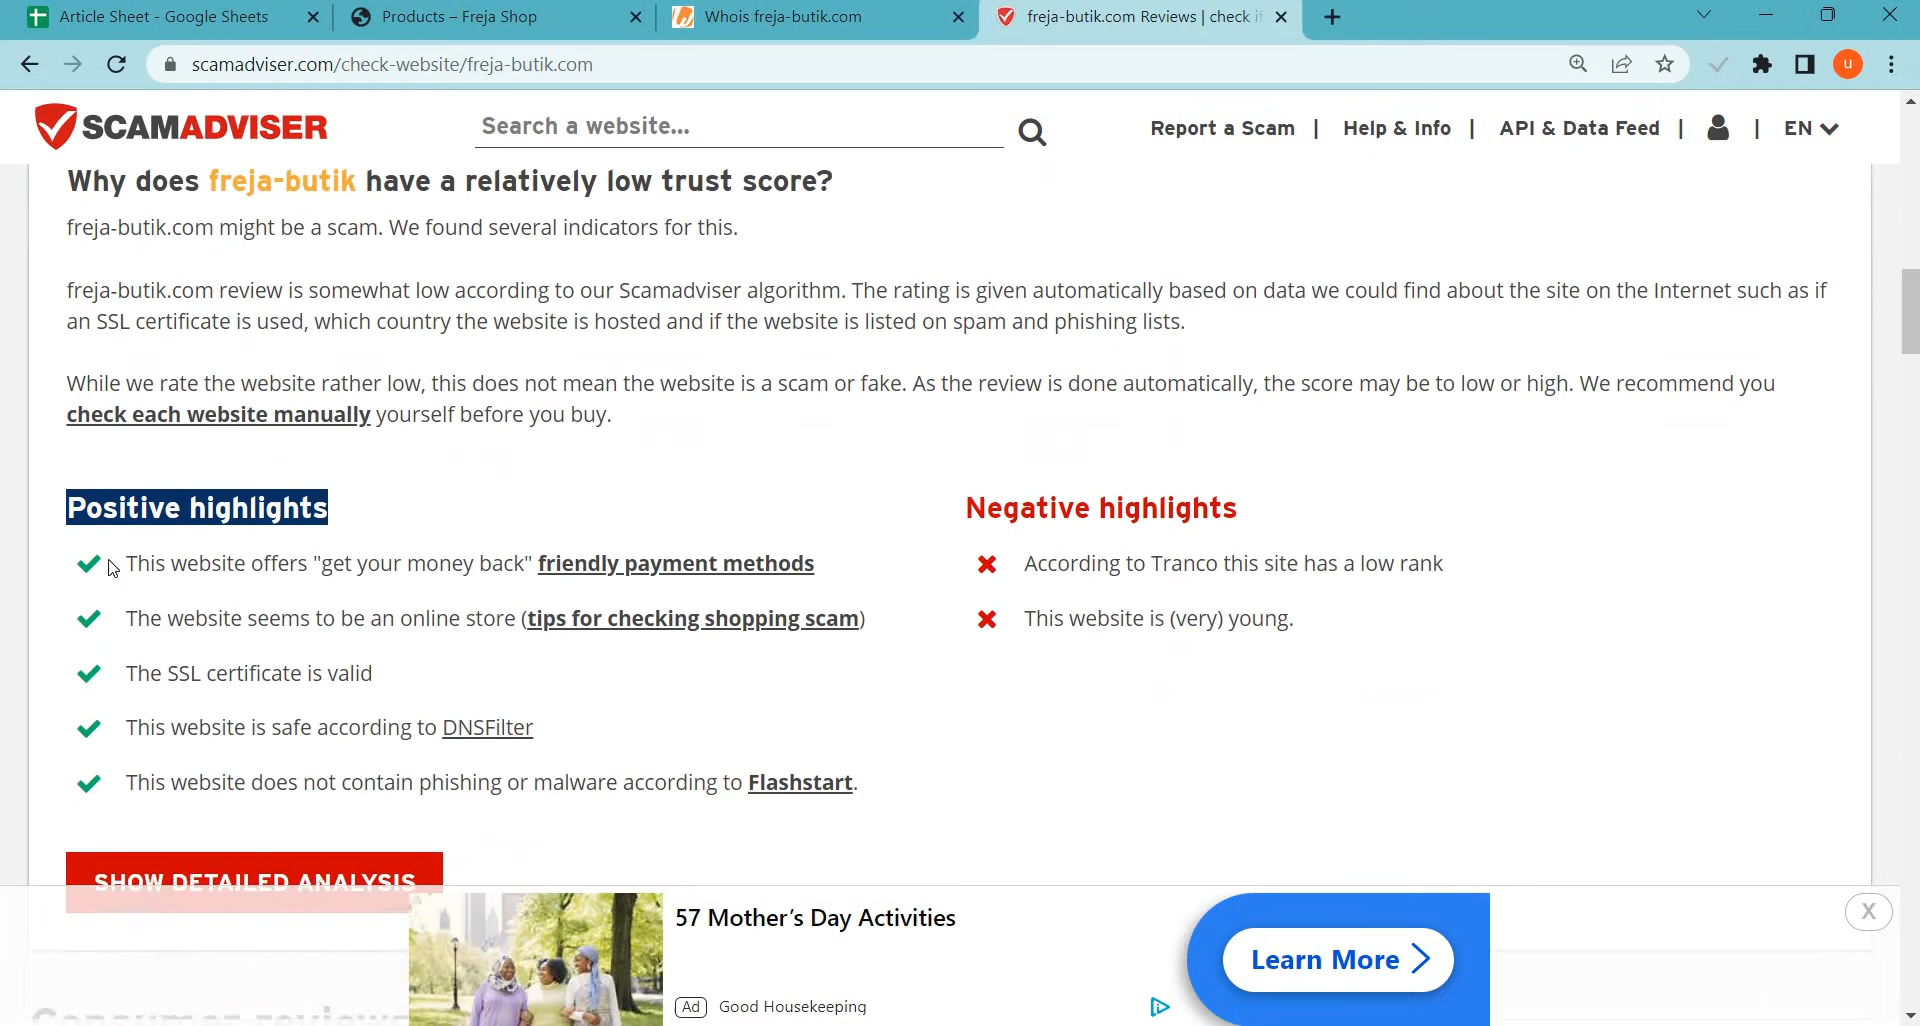 Article Sheet - Google Sheets
Products – Freja Shop
Whois freja-butik.com
freja-butik.com Reviews | check if
scamadviser.com/check-website/freja-butik.com
u
SCAMADVISER
Search a website...
Report a Scam | Help & Info | API & Data Feed | | EN
Why does freja-butik have a relatively low trust score?
freja-butik.com might be a scam. We found several indicators for this.
freja-butik.com review is somewhat low according to our Scamadviser algorithm. The rating is given automatically based on data we could find about the site on the Internet such as if
an SSL certificate is used, which country the website is hosted and if the website is listed on spam and phishing lists.
While we rate the website rather low, this does not mean the website is a scam or fake. As the review is done automatically, the score may be to low or high. We recommend you
check each website manually yourself before you buy.
Positive highlights
This website offers "get your money back" friendly payment methods
The website seems to be an online store (tips for checking shopping scam)
The SSL certificate is valid
This website is safe according to DNSFilter
This website does not contain phishing or malware according to Flashstart.
Negative highlights
According to Tranco this site has a low rank
This website is (very) young.
SHOW DETAILED ANALYSIS
Consumer reviews
57 Mother's Day Activities
Ad Good Housekeeping
Learn More
X